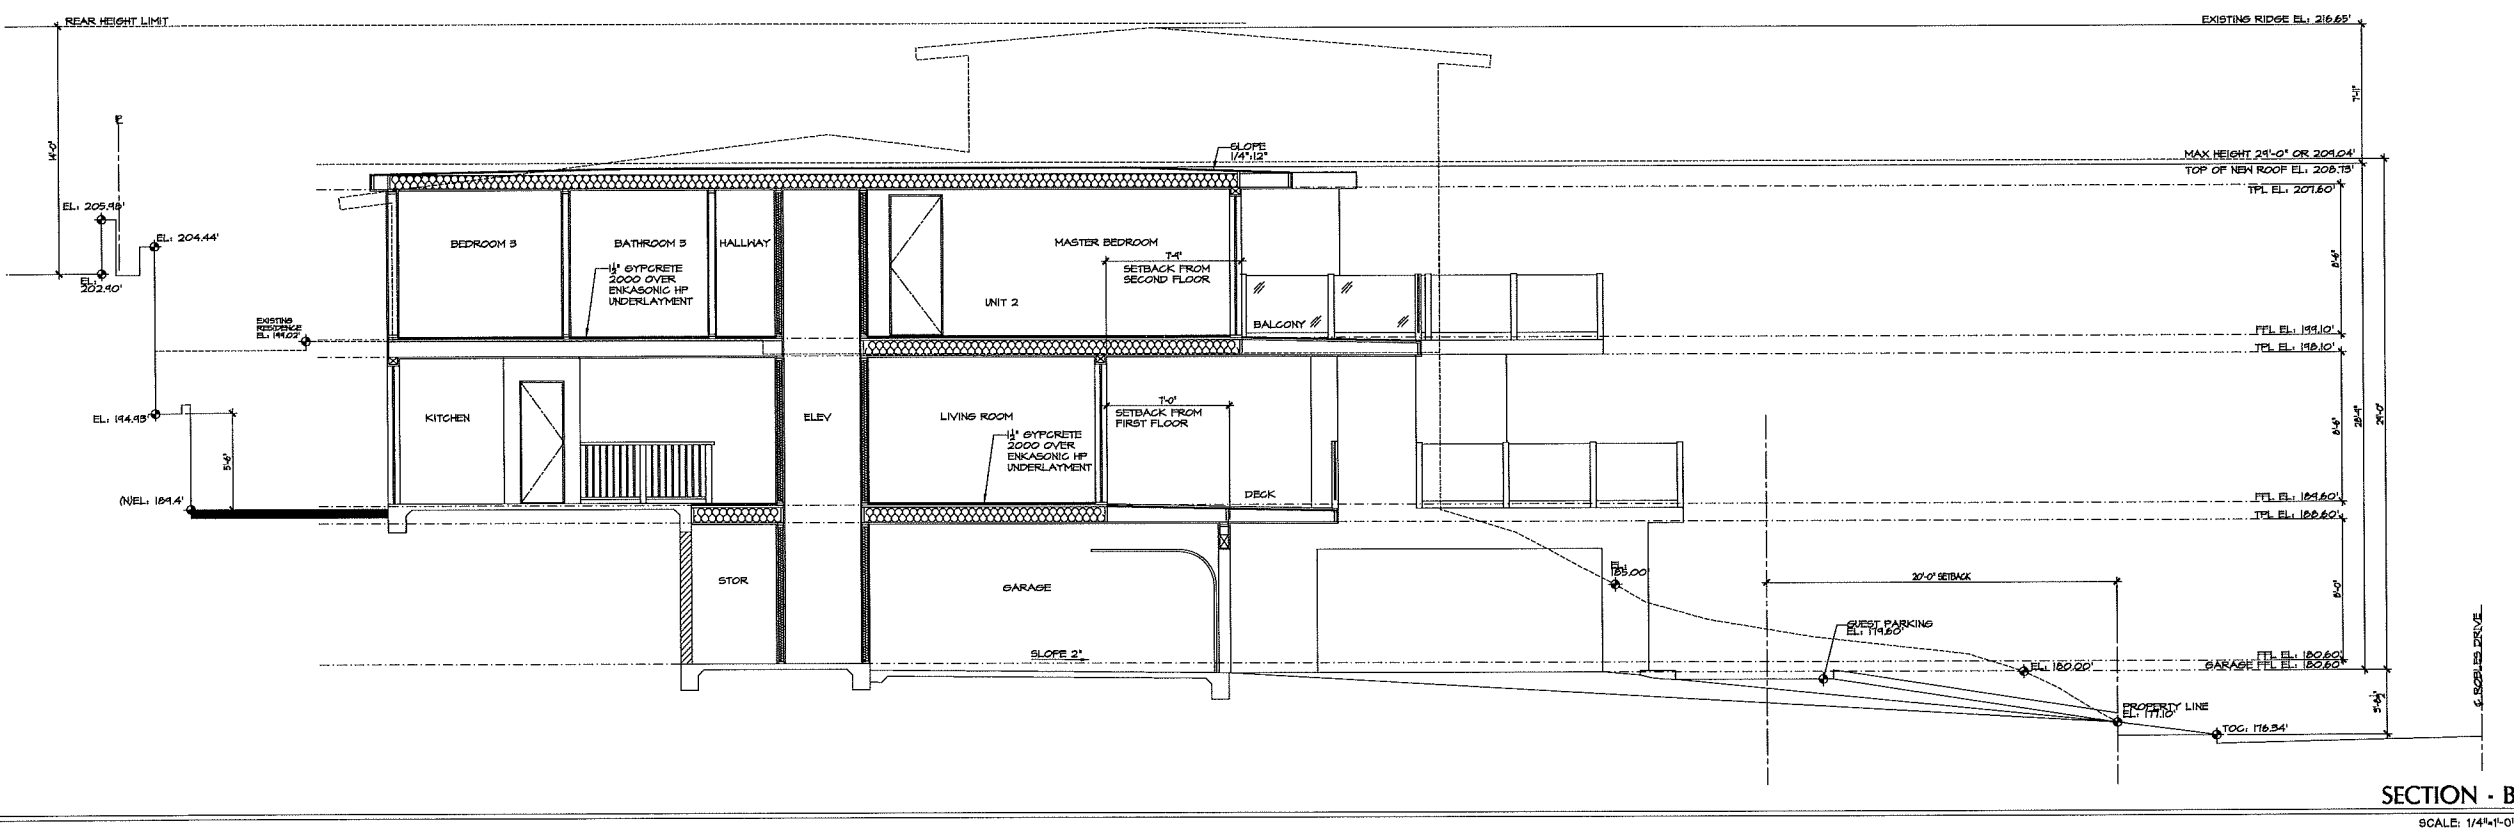 REAR HEIGHT LIMIT
EXISTING RIDGE EL: 216.65'
7'-11"
14'-0"
SLOPE
1/4":12"
MAX HEIGHT 29'-0" OR 209.04'
TOP OF NEW ROOF EL: 208.73'
TPL EL: 207.60'
EL: 205.98'
EL: 204.44'
EL:
202.90'
BEDROOM 3
BATHROOM 3
HALLWAY
MASTER BEDROOM
SETBACK FROM
SECOND FLOOR
1½" GYPCRETE
2000 OVER
ENKASONIC HP
UNDERLAYMENT
UNIT 2
8'-6"
BALCONY
EXISTING
RESIDENCE
EL: 199.02'
FFL EL: 199.10'
TPL EL: 198.10'
EL: 194.93'
KITCHEN
ELEV
LIVING ROOM
7'-0"
SETBACK FROM
FIRST FLOOR
1½" GYPCRETE
2000 OVER
ENKASONIC HP
UNDERLAYMENT
8'-6"
28'-9"
29'-0"
5'-6"
(N)EL: 189.4'
DECK
FFL EL: 189.60'
TPL EL: 188.60'
STOR
GARAGE
EL:
185.00'
20'-0" SETBACK
8'-0"
GUEST PARKING
EL: 179.60'
SLOPE 2"
EL: 180.00'
FFL EL: 180.60'
GARAGE FFL EL: 180.60'
PROPERTY LINE
EL: 177.10'
TOC: 176.34'
ROBLES DRIVE
SECTION - B
SCALE: 1/4"=1'-0"